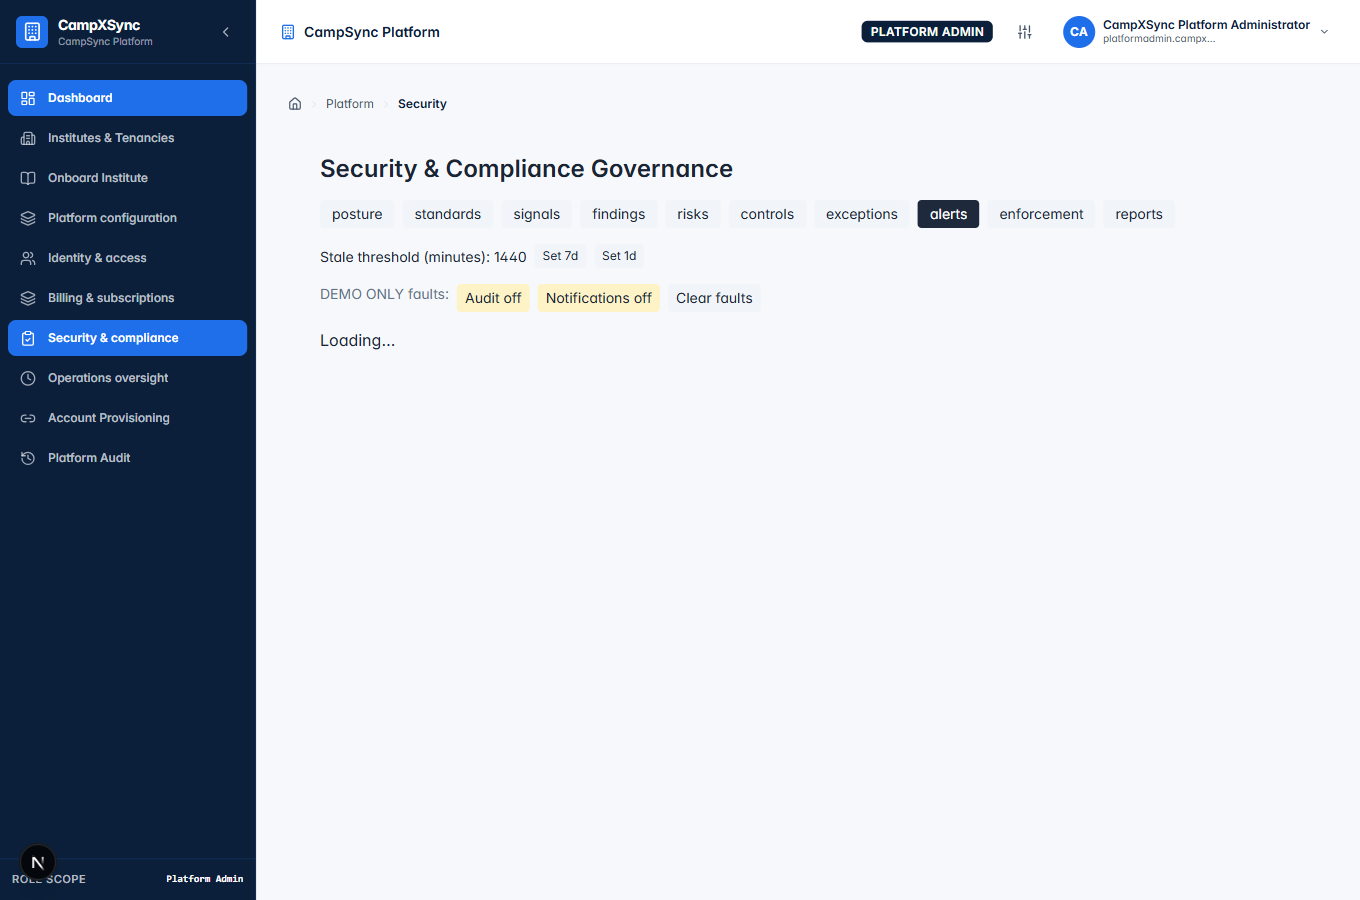 CampXSync
CampSync Platform
Dashboard
Institutes & Tenancies
Onboard Institute
Platform configuration
Identity & access
Billing & subscriptions
Security & compliance
Operations oversight
Account Provisioning
Platform Audit
N
SCOPE
Platform Admin
CampSync Platform
PLATFORM ADMIN
CA
CampXSync Platform Administrator
platformadmin.campx...
Platform
Security
Security & Compliance Governance
posture standards signals findings risks controls exceptions alerts enforcement reports
Stale threshold (minutes): 1440 Set 7d Set 1d
DEMO ONLY faults: Audit off Notifications off Clear faults
Loading...